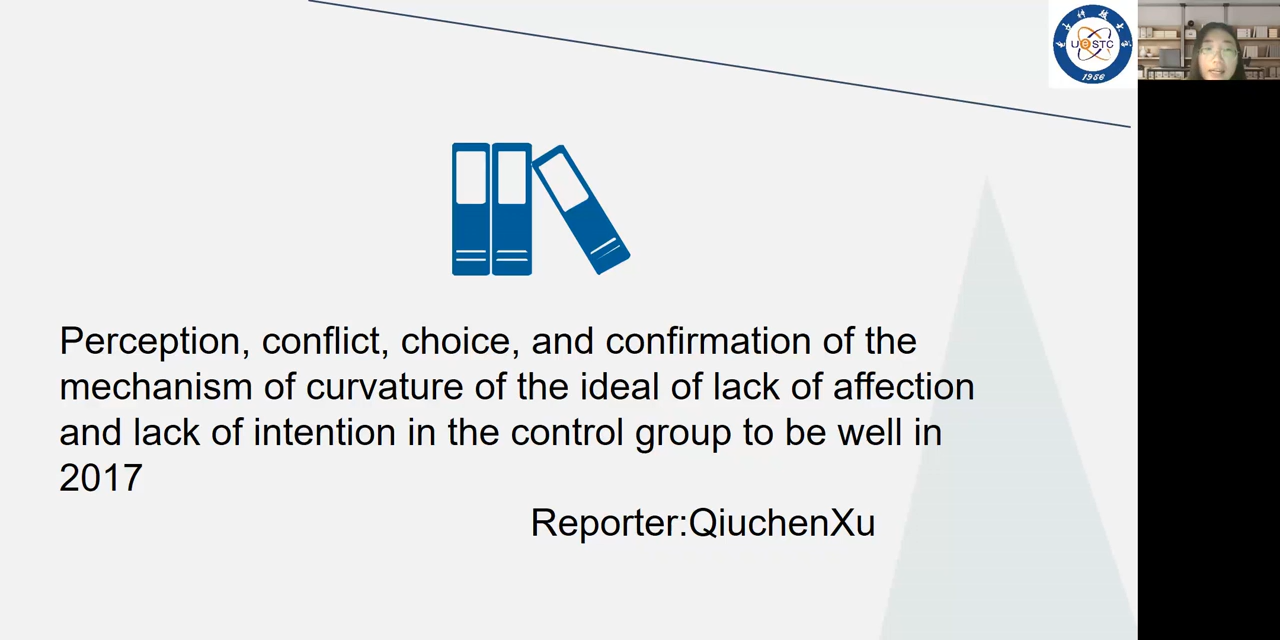 UESTC
1956
Perception, conflict, choice, and confirmation of the
mechanism of curvature of the ideal of lack of affection
and lack of intention in the control group to be well in
2017
Reporter:QiuchenXu